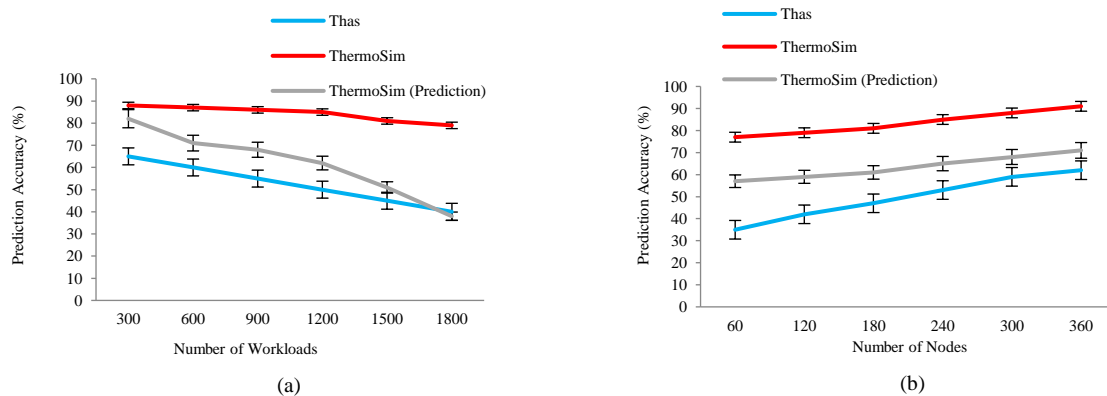 Thas
ThermoSim
ThermoSim (Prediction)
Prediction Accuracy (%)
100
90
80
70
60
50
40
30
20
10
0
300 600 900 1200 1500 1800
Number of Workloads
(a)
Thas
ThermoSim
ThermoSim (Prediction)
Prediction Accuracy (%)
100
90
80
70
60
50
40
30
20
10
0
60 120 180 240 300 360
Number of Nodes
(b)